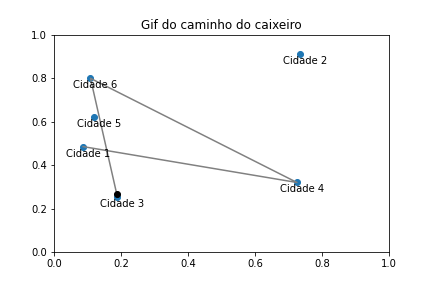 Gif do caminho do caixeiro
1.0
Cidade 2
0.8
Cidade 6
0.6
Cidade 5
Cidade 1
0.4
Cidade 4
0.2
Cidade 3
0.0
0.0 0.2 0.4 0.6 0.8 1.0